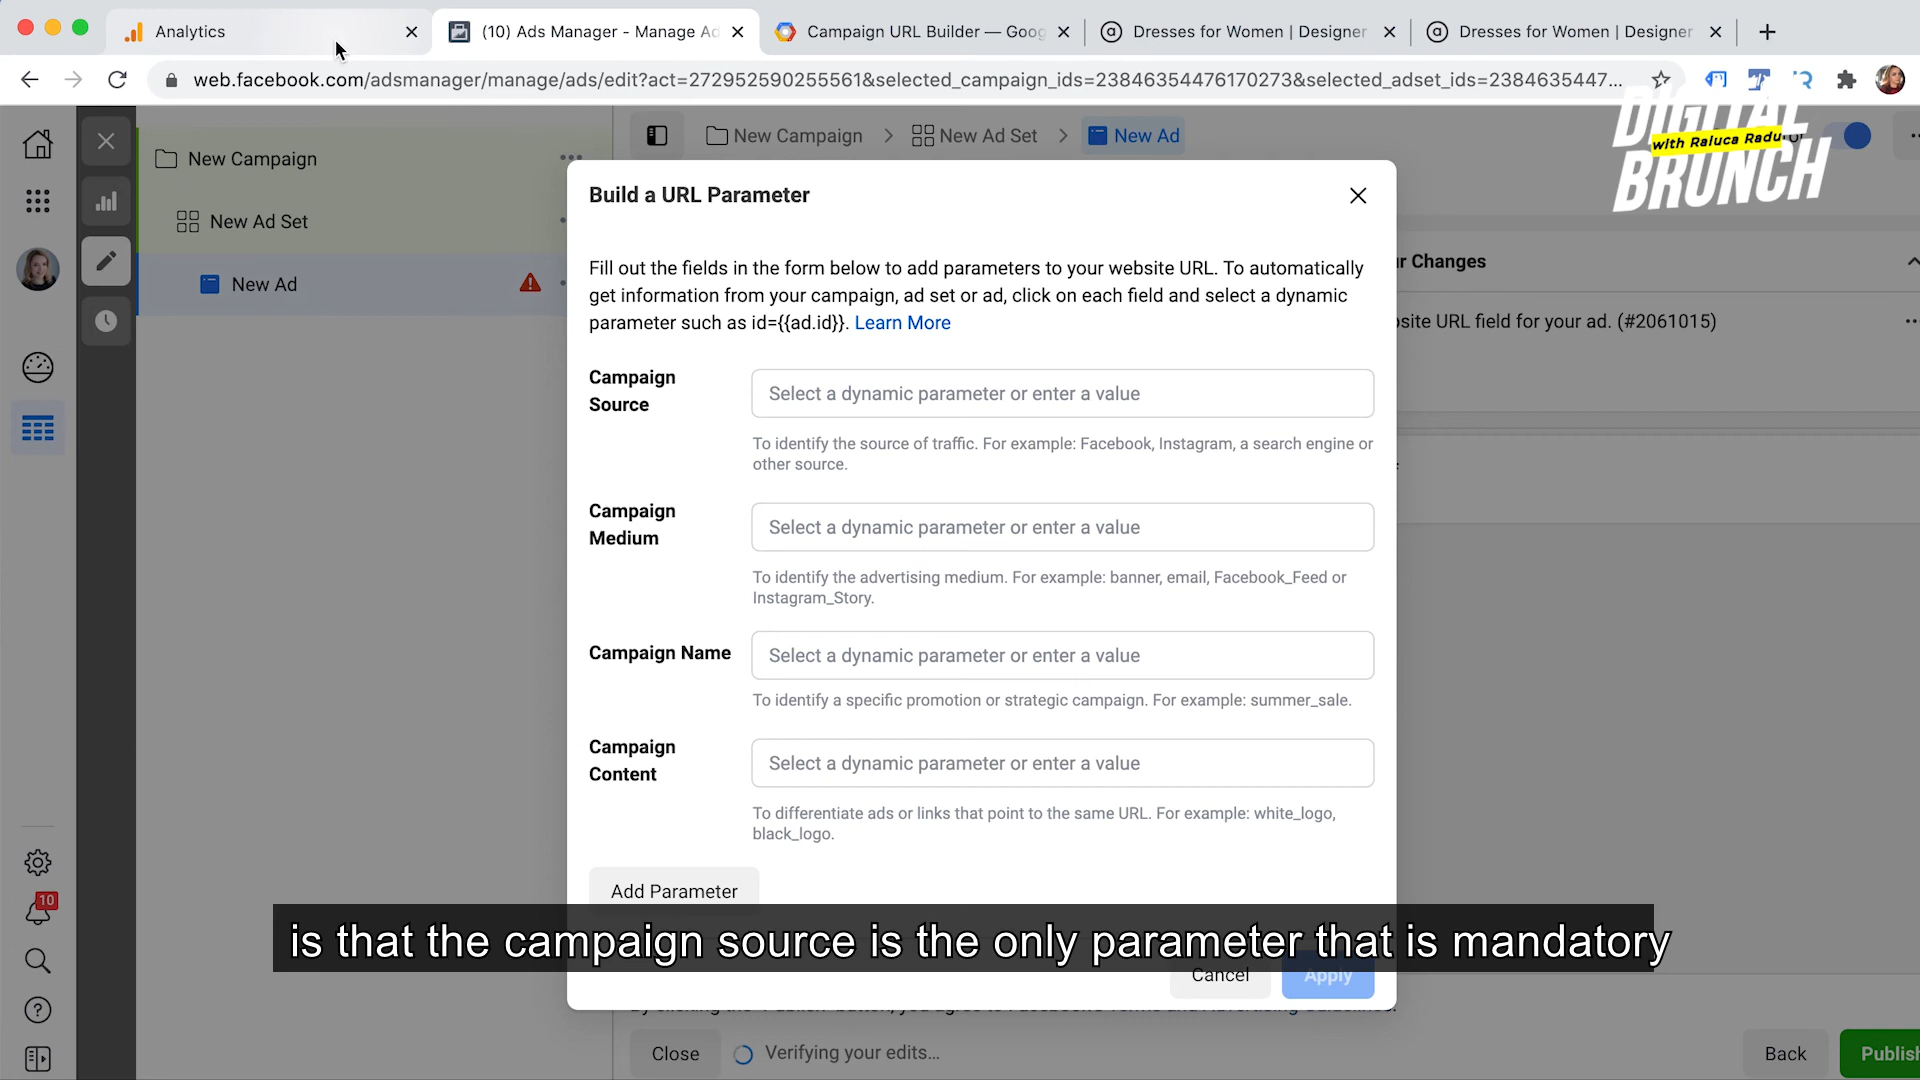 Analytics
(10) Ads Manager - Manage Ad
Campaign URL Builder — Goog
Dresses for Women | Designer
Dresses for Women | Designer
web.facebook.com/adsmanager/manage/ads/edit?act=272952590255561&selected_campaign_ids=23846354476170273&selected_adset_ids=2384635447...
DIGITAL
with Raluca Radu
BRUNCH
New Campaign
New Ad Set
New Ad
New Campaign
New Ad Set
New Ad
Build a URL Parameter
r Changes
Fill out the fields in the form below to add parameters to your website URL. To automatically
get information from your campaign, ad set or ad, click on each field and select a dynamic
parameter such as id={{ad.id}}. Learn More
site URL field for your ad. (#2061015)
Campaign
Source
Select a dynamic parameter or enter a value
To identify the source of traffic. For example: Facebook, Instagram, a search engine or
other source.
Campaign
Medium
Select a dynamic parameter or enter a value
To identify the advertising medium. For example: banner, email, Facebook_Feed or
Instagram_Story.
Campaign Name
Select a dynamic parameter or enter a value
To identify a specific promotion or strategic campaign. For example: summer_sale.
Campaign
Content
Select a dynamic parameter or enter a value
To differentiate ads or links that point to the same URL. For example: white_logo,
black_logo.
Add Parameter
10
is that the campaign source is the only parameter that is mandatory
Cancel
Apply
Close
Verifying your edits...
Back
Publish